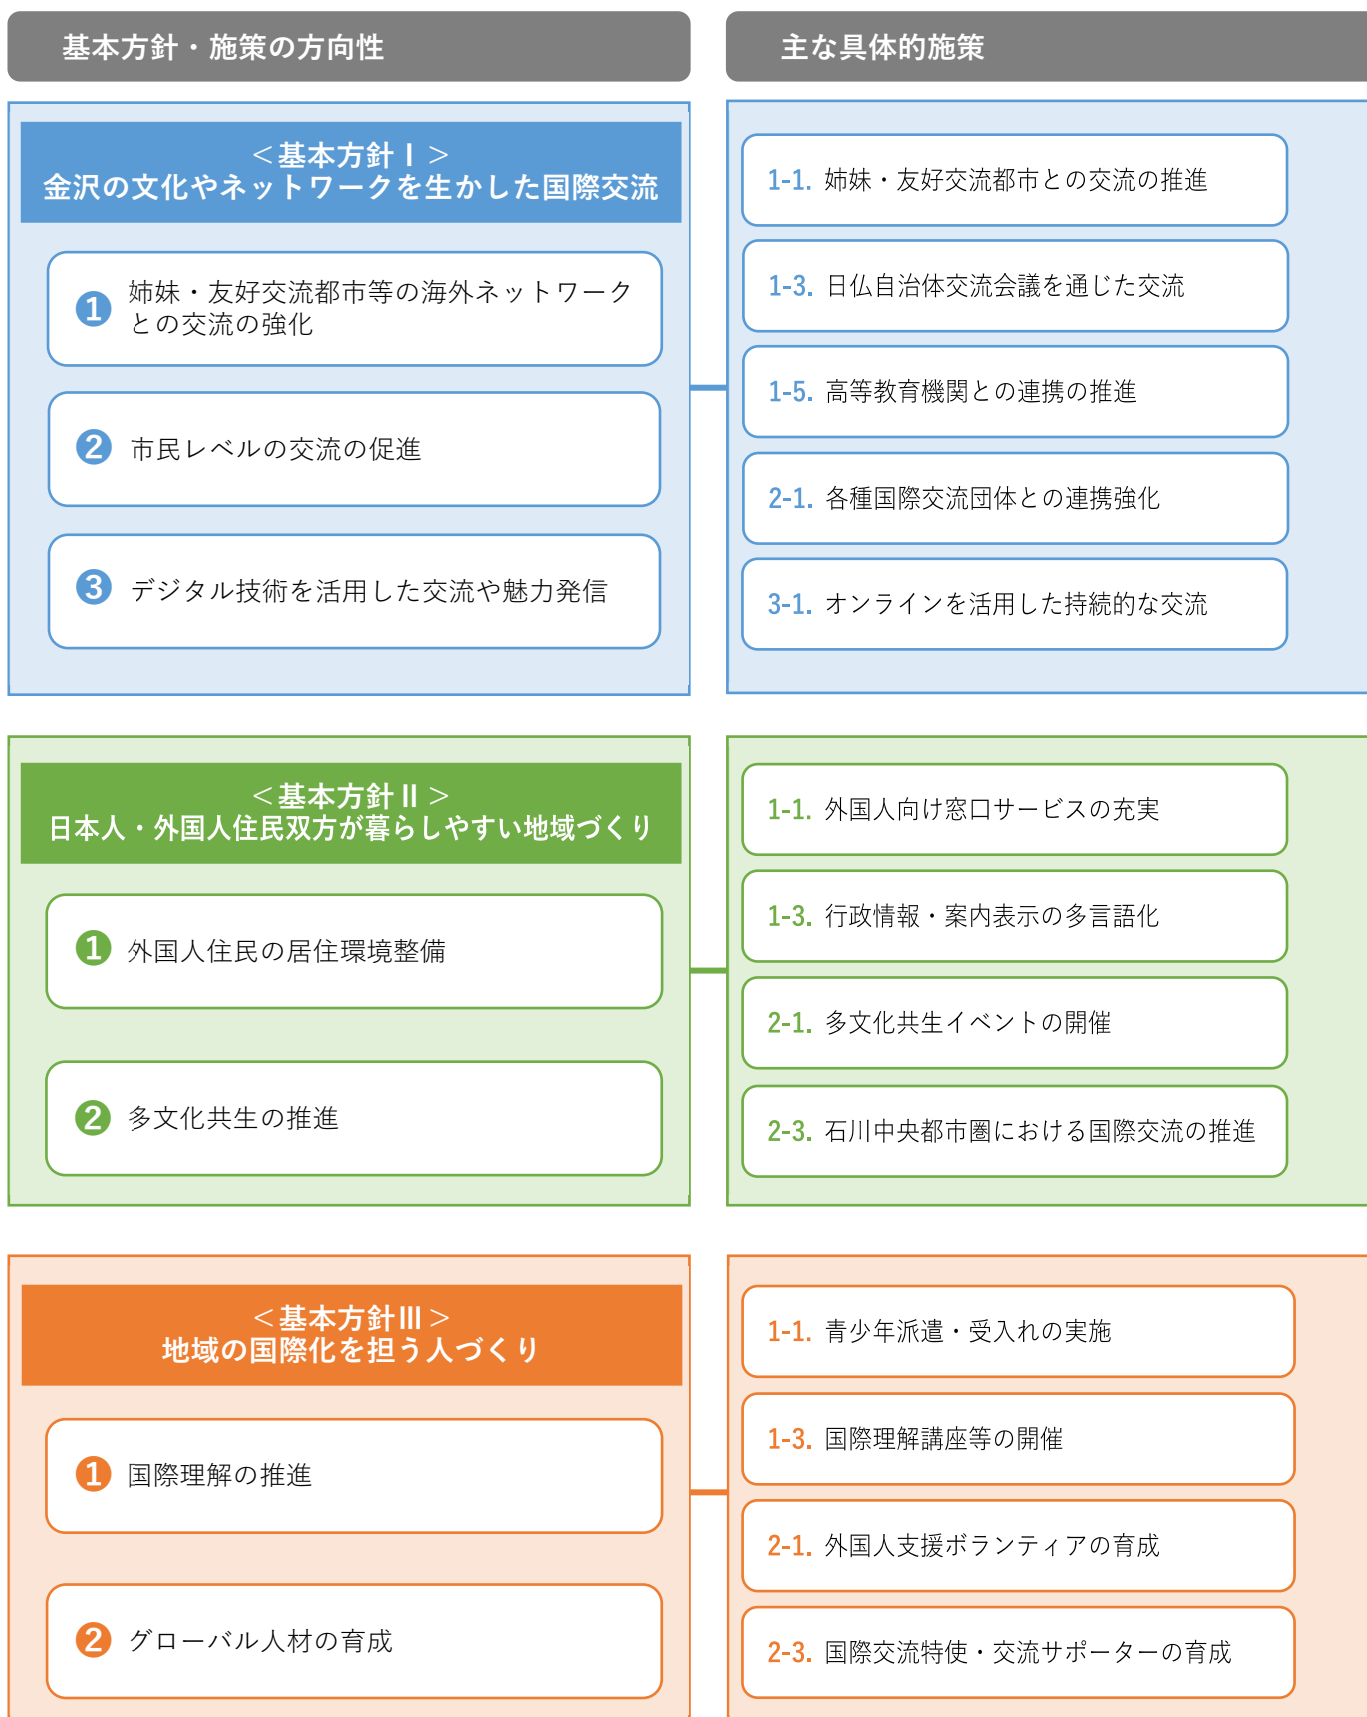 基本方針・施策の方向性
主な具体的施策
＜基本方針Ⅰ＞
金沢の文化やネットワークを生かした国際交流
❶ 姉妹・友好交流都市等の海外ネットワーク
との交流の強化
❷ 市民レベルの交流の促進
❸ デジタル技術を活用した交流や魅力発信
1-1. 姉妹・友好交流都市との交流の推進
1-3. 日仏自治体交流会議を通じた交流
1-5. 高等教育機関との連携の推進
2-1. 各種国際交流団体との連携強化
3-1. オンラインを活用した持続的な交流
＜基本方針Ⅱ＞
日本人・外国人住民双方が暮らしやすい地域づくり
❶ 外国人住民の居住環境整備
❷ 多文化共生の推進
1-1. 外国人向け窓口サービスの充実
1-3. 行政情報・案内表示の多言語化
2-1. 多文化共生イベントの開催
2-3. 石川中央都市圏における国際交流の推進
＜基本方針Ⅲ＞
地域の国際化を担う人づくり
❶ 国際理解の推進
❷ グローバル人材の育成
1-1. 青少年派遣・受入れの実施
1-3. 国際理解講座等の開催
2-1. 外国人支援ボランティアの育成
2-3. 国際交流特使・交流サポーターの育成